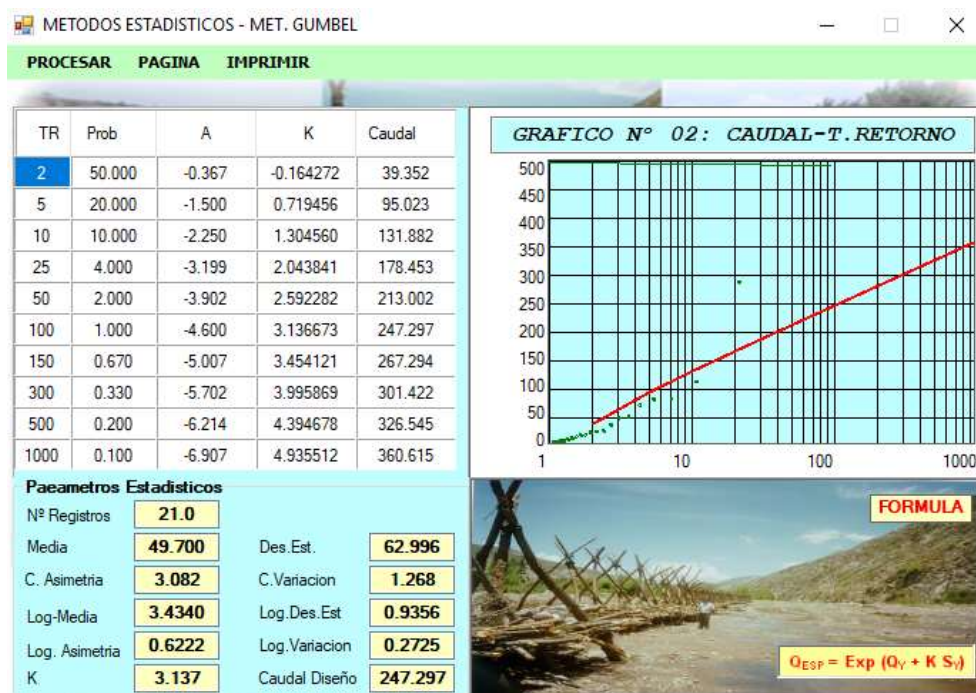 METODOS ESTADISTICOS - MET. GUMBEL
PROCESAR PAGINA IMPRIMIR
TR Prob A K Caudal
2 50.000 -0.367 -0.164272 39.352
5 20.000 -1.500 0.719456 95.023
10 10.000 -2.250 1.304560 131.882
25 4.000 -3.199 2.043841 178.453
50 2.000 -3.902 2.592282 213.002
100 1.000 -4.600 3.136673 247.297
150 0.670 -5.007 3.454121 267.294
300 0.330 -5.702 3.995869 301.422
500 0.200 -6.214 4.394678 326.545
1000 0.100 -6.907 4.935512 360.615
GRAFICO Nº 02: CAUDAL-T.RETORNO
500
450
400
350
300
250
200
150
100
50
0
1 10 100 1000
Paeametros Estadisticos
Nº Registros 21.0
Media 49.700 Des.Est. 62.996
C. Asimetria 3.082 C.Variacion 1.268
Log-Media 3.4340 Log.Des.Est 0.9356
Log. Asimetria 0.6222 Log.Variacion 0.2725
K 3.137 Caudal Diseño 247.297
FORMULA
QESP = Exp (QY + K SY)